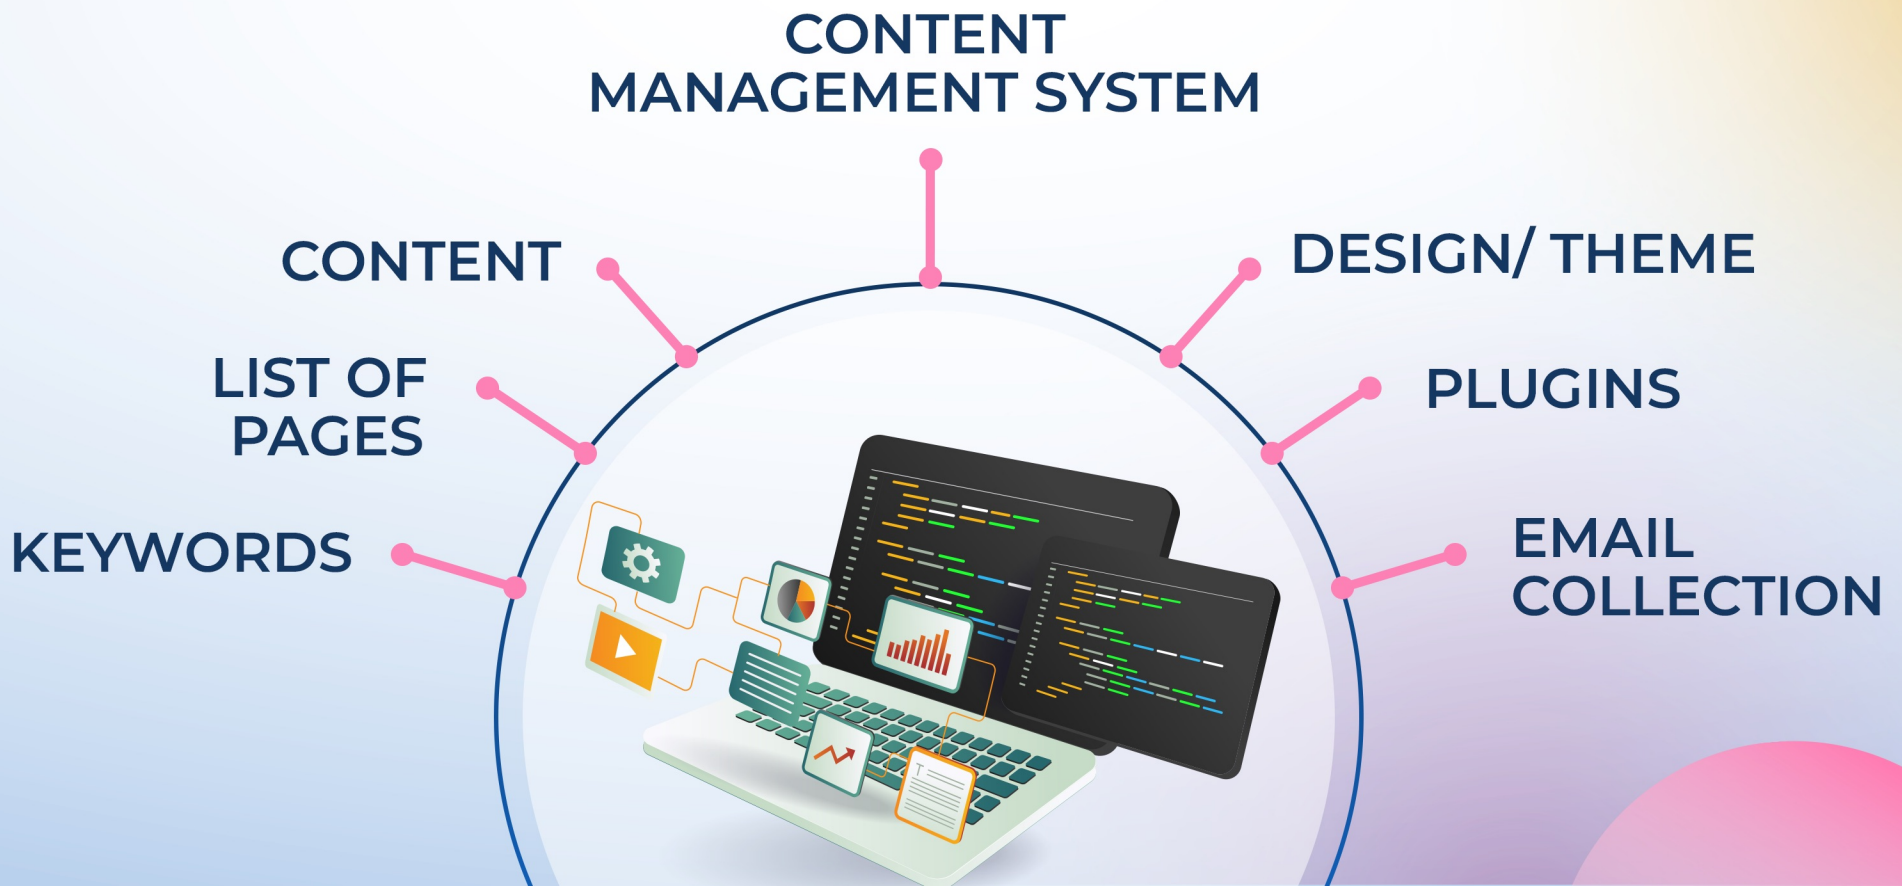 CONTENT
MANAGEMENT SYSTEM
CONTENT
DESIGN/ THEME
LIST OF
PAGES
PLUGINS
KEYWORDS
EMAIL
COLLECTION
T